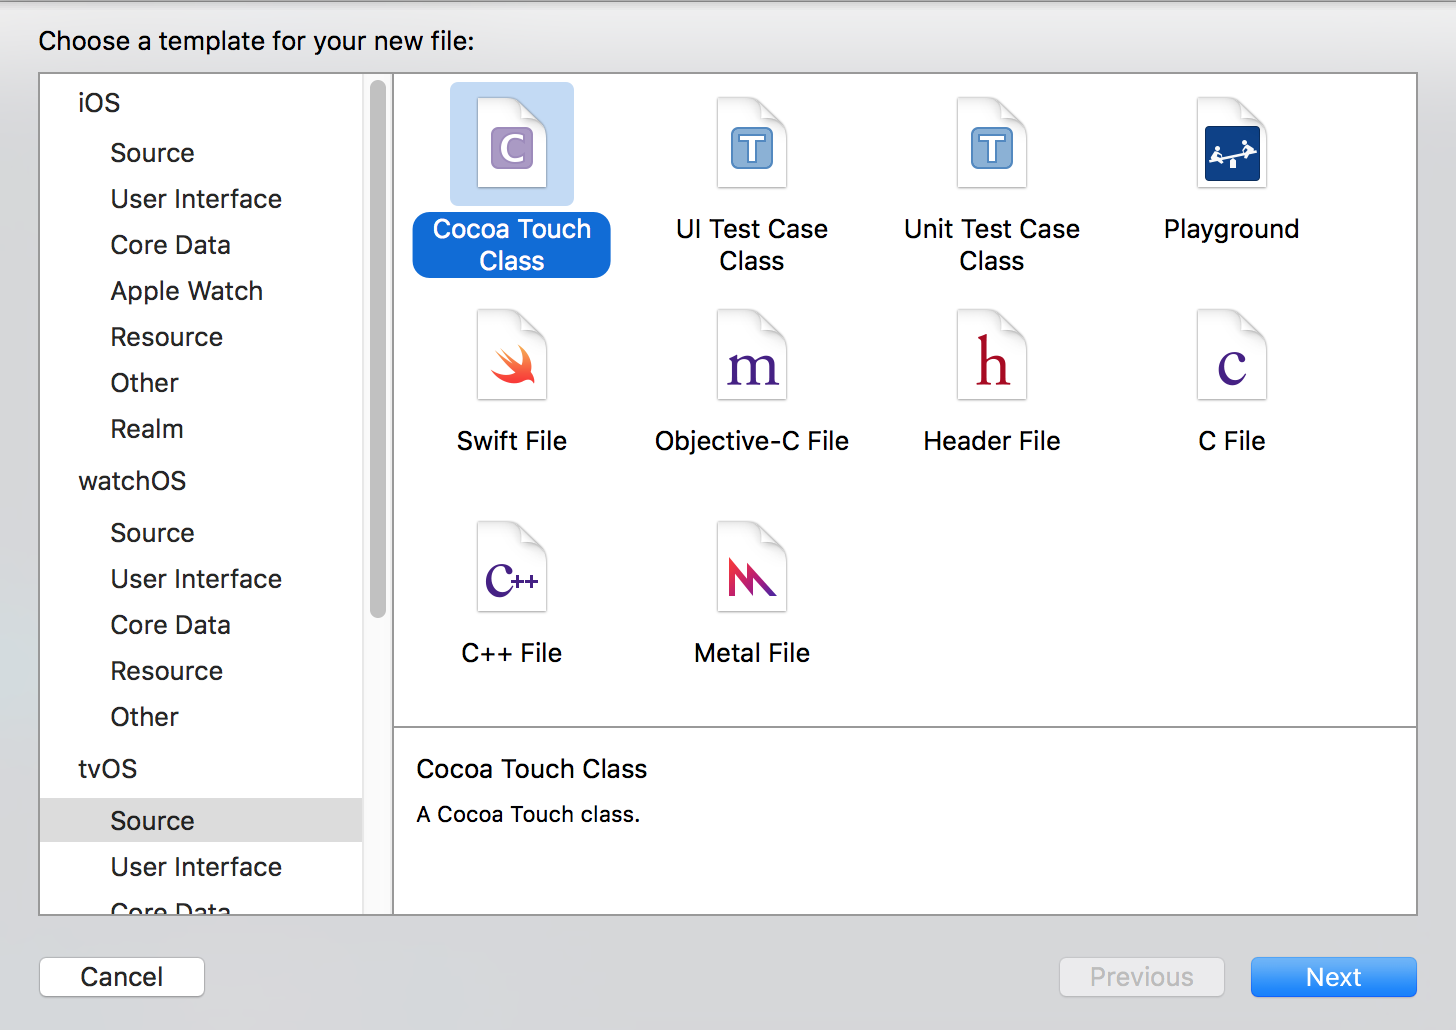 Choose a template for your new file:
iOS
Source
User Interface
Core Data
Apple Watch
Resource
Other
Realm
watchOS
Source
User Interface
Core Data
Resource
Other
tvOS
Source
User Interface
Core Data
C
Cocoa Touch
Class
T
UI Test Case
Class
T
Unit Test Case
Class
Playground
Swift File
m
Objective-C File
h
Header File
c
C File
C++
C++ File
Metal File
Cocoa Touch Class
A Cocoa Touch class.
Cancel
Previous
Next